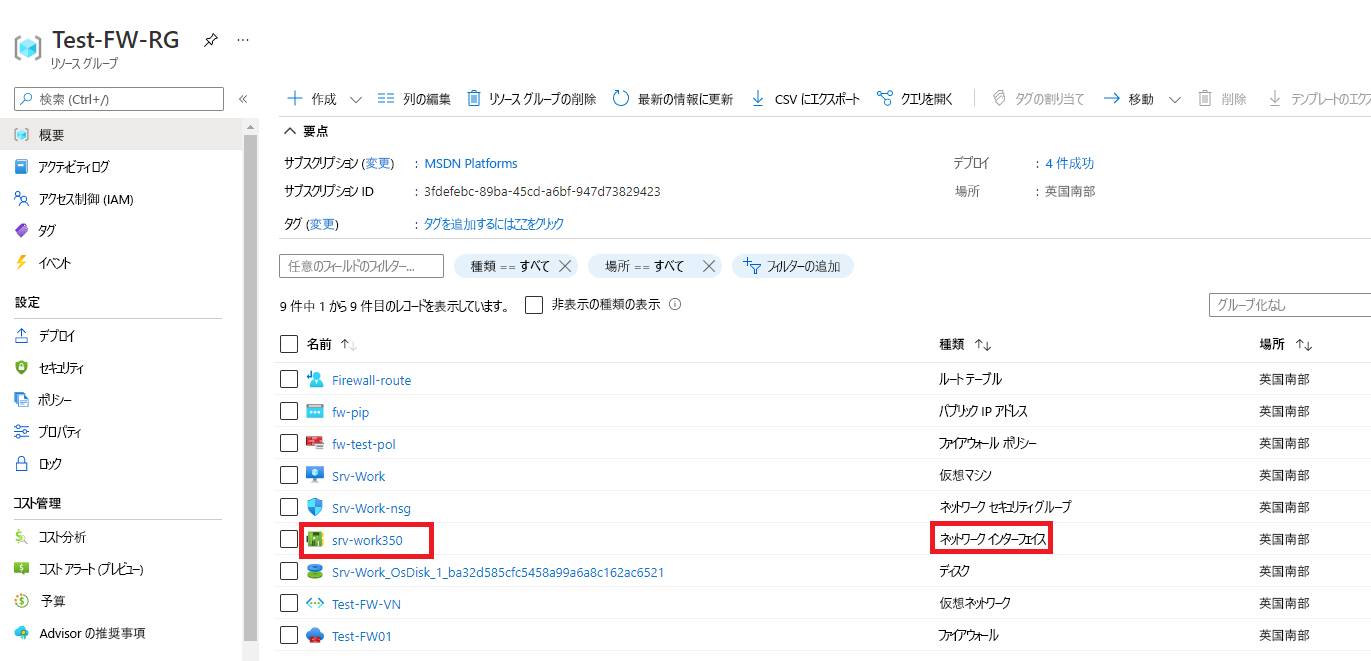 Test-FW-RG
リソース グループ
検索 (Ctrl+/)
概要
アクティビティ ログ
アクセス制御 (IAM)
タグ
イベント
設定
デプロイ
セキュリティ
ポリシー
プロパティ
ロック
コスト管理
コスト分析
コスト アラート (プレビュー)
予算
Advisor の推奨事項
作成 列の編集 リソース グループの削除 最新の情報に更新 CSV にエクスポート クエリを開く タグの割り当て 移動 削除 テンプレートのエクス
要点
サブスクリプション (変更) : MSDN Platforms デプロイ : 4 件成功
サブスクリプション ID : 3fdefebc-89ba-45cd-a6bf-947d73829423 場所 : 英国南部
タグ (変更) : タグを追加するにはここをクリック
任意のフィールドのフィルター... 種類 == すべて 場所 == すべて フィルターの追加
9 件中 1 から 9 件目のレコードを表示しています。 非表示の種類の表示 グループ化なし
名前 種類 場所
Firewall-route ルート テーブル 英国南部
fw-pip パブリック IP アドレス 英国南部
fw-test-pol ファイアウォール ポリシー 英国南部
Srv-Work 仮想マシン 英国南部
Srv-Work-nsg ネットワーク セキュリティ グループ 英国南部
srv-work350 ネットワーク インターフェイス 英国南部
Srv-Work_OsDisk_1_ba32d585cfc5458a99a6a8c162ac6521 ディスク 英国南部
Test-FW-VN 仮想ネットワーク 英国南部
Test-FW01 ファイアウォール 英国南部